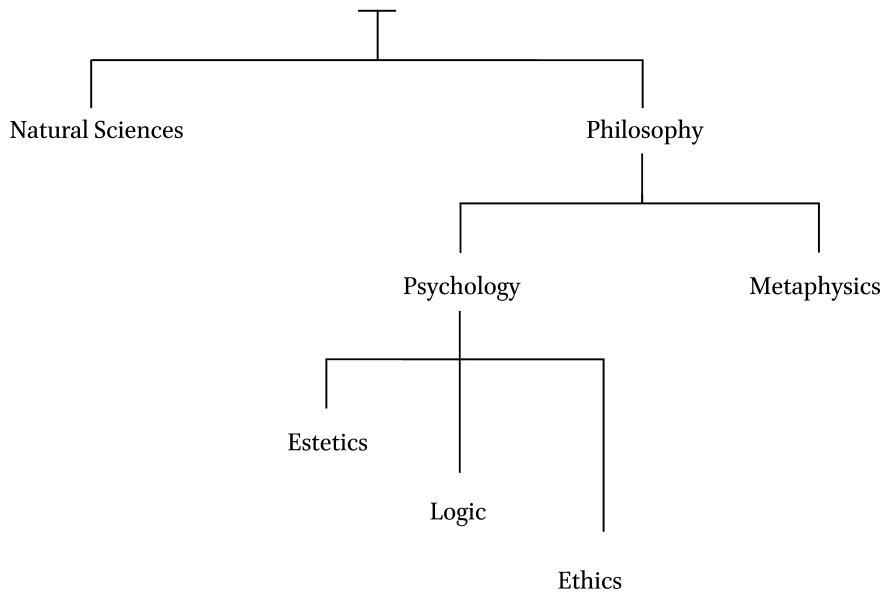 Natural Sciences
Philosophy
Psychology
Metaphysics
Estetics
Logic
Ethics